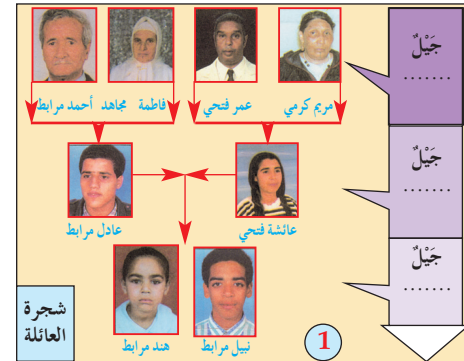 جَيْلٌ
.......
مريم كرمي
عمر فتحي
فاطمة مجاهد
أحمد مرابط
جَيْلٌ
.......
عائشة فتحي
عادل مرابط
جَيْلٌ
.......
نبيل مرابط
هند مرابط
شجرة
العائلة
1